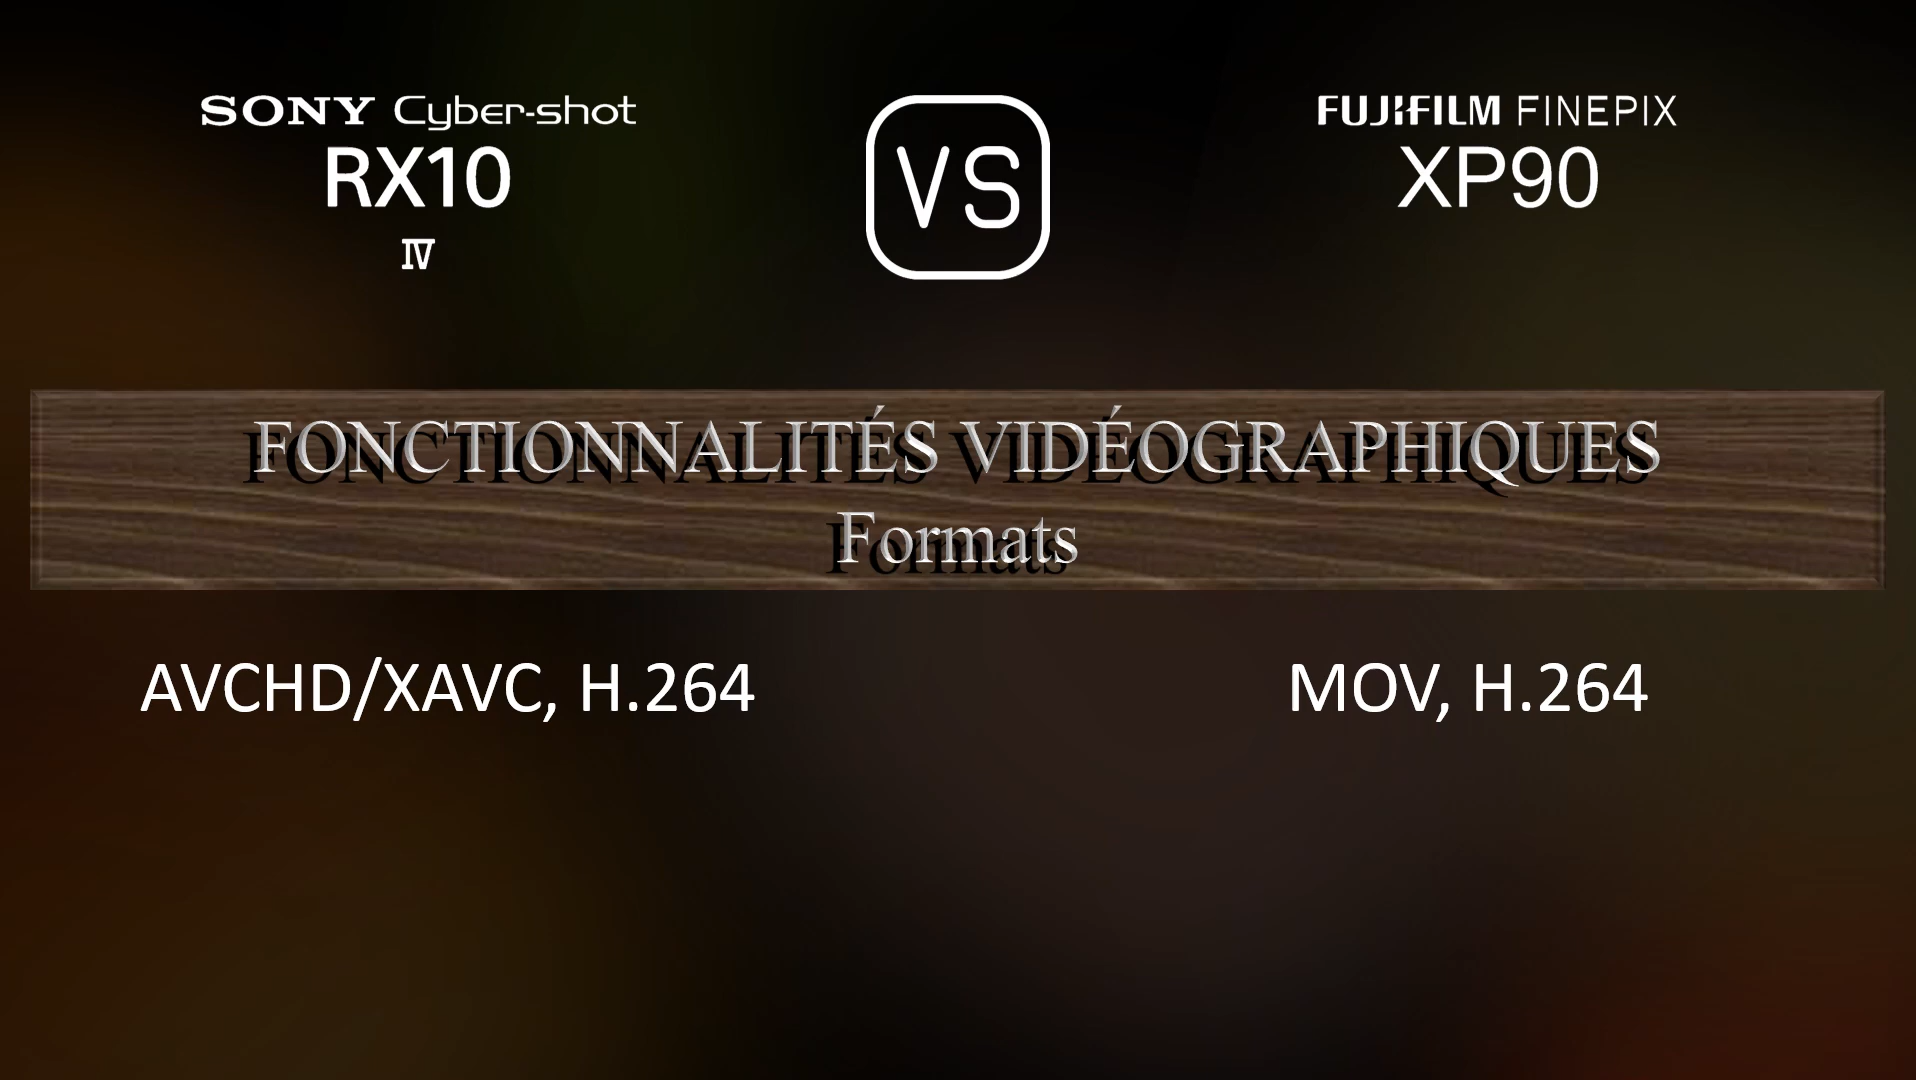 SONY Cyber-shot
RX10
IV
VS
FUJIFILM FINEPIX
XP90
FONCTIONNALITÉS VIDÉOGRAPHIQUES
Formats
AVCHD/XAVC, H.264
MOV, H.264